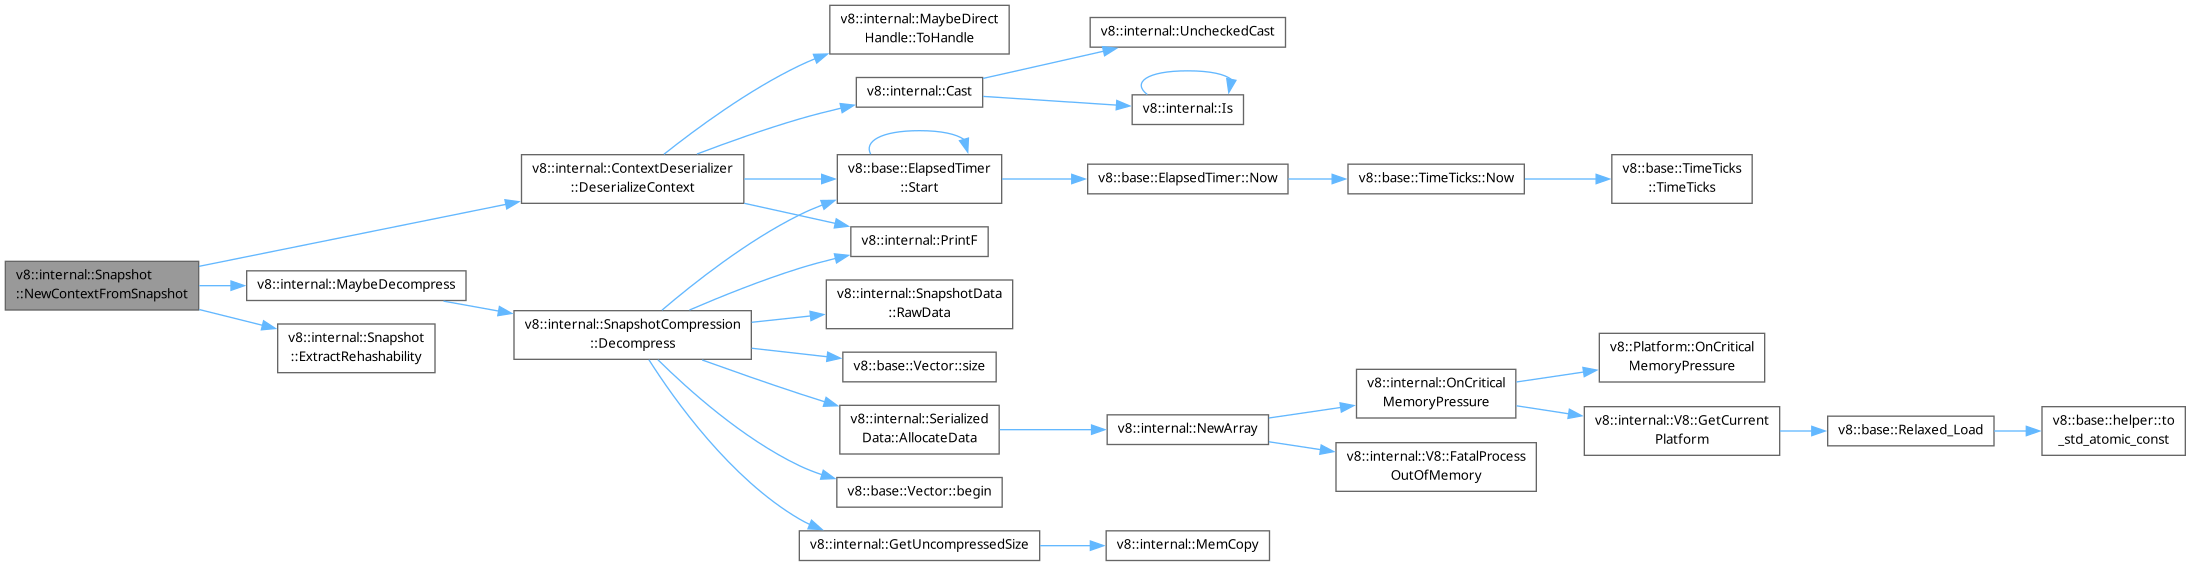 v8::internal::Snapshot
::NewContextFromSnapshot
v8::internal::ContextDeserializer
::DeserializeContext
v8::internal::MaybeDirect
Handle::ToHandle
v8::internal::Cast
v8::internal::UncheckedCast
v8::internal::Is
v8::base::ElapsedTimer
::Start
v8::base::ElapsedTimer::Now
v8::base::TimeTicks::Now
v8::base::TimeTicks
::TimeTicks
v8::internal::PrintF
v8::internal::MaybeDecompress
v8::internal::Snapshot
::ExtractRehashability
v8::internal::SnapshotCompression
::Decompress
v8::internal::SnapshotData
::RawData
v8::base::Vector::size
v8::internal::Serialized
Data::AllocateData
v8::internal::NewArray
v8::internal::OnCritical
MemoryPressure
v8::Platform::OnCritical
MemoryPressure
v8::internal::V8::GetCurrent
Platform
v8::base::Relaxed_Load
v8::base::helper::to
_std_atomic_const
v8::internal::V8::FatalProcess
OutOfMemory
v8::base::Vector::begin
v8::internal::GetUncompressedSize
v8::internal::MemCopy